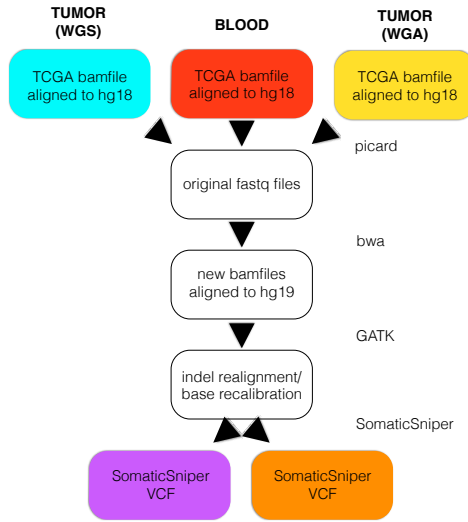 TUMOR
(WGS)
BLOOD
TUMOR
(WGA)
TCGA bamfile
aligned to hg18
TCGA bamfile
aligned to hg18
TCGA bamfile
aligned to hg18
picard
original fastq files
bwa
new bamfiles
aligned to hg19
GATK
indel realignment/
base recalibration
SomaticSniper
SomaticSniper
VCF
SomaticSniper
VCF